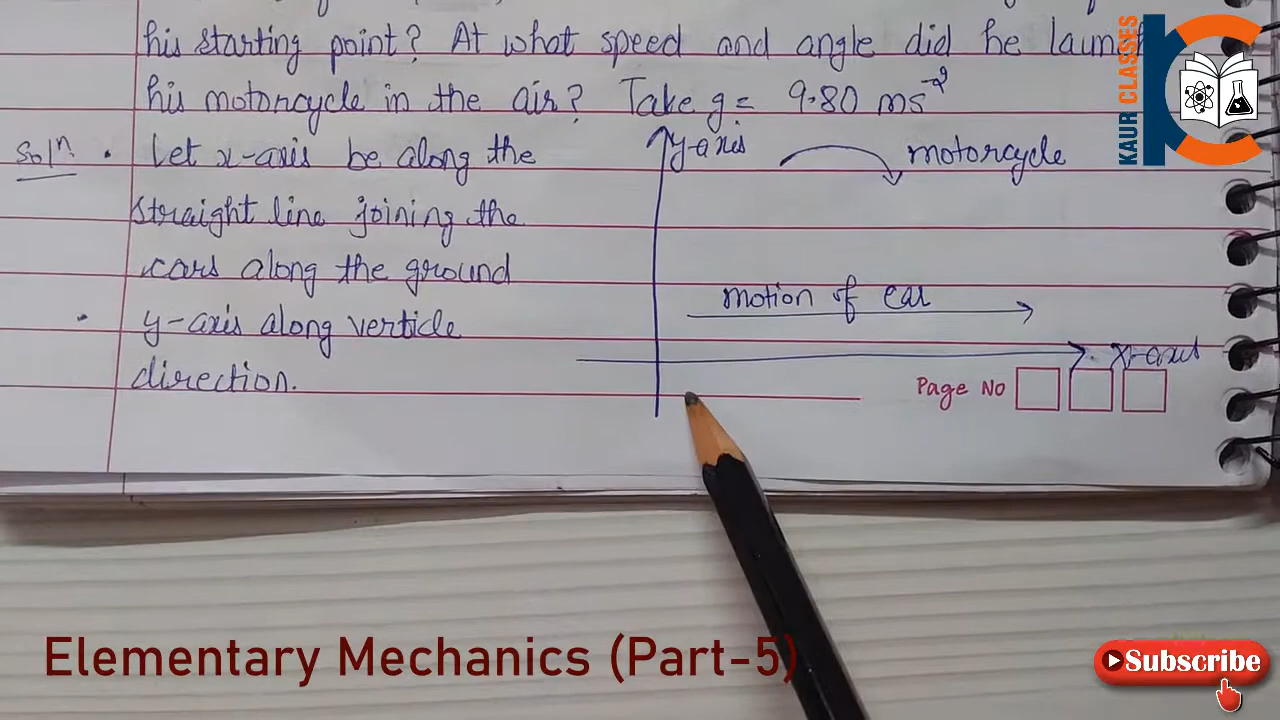 his starting point? At what speed and angle did he launch
his motorcycle in the air? Take g = 9.80 ms⁻²
Solⁿ. • Let x-axis be along the
straight line joining the
cars along the ground
• y-axis along verticle
direction.
y-axis
motorcycle
motion of car
x-axis
Page No
KAUR CLASSES
Elementary Mechanics (Part-5)
Subscribe